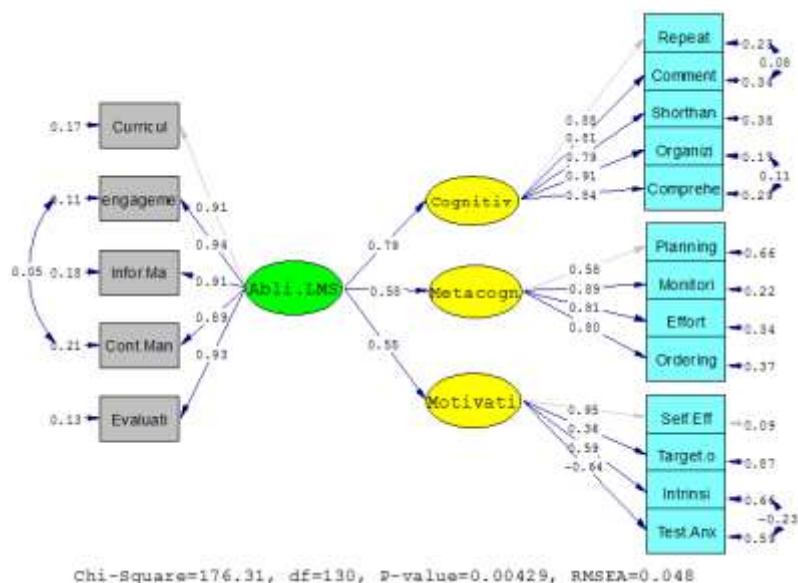 Repeat
0.23
0.08
Comment
0.34
Shorthan
0.38
Organizi
0.11
Comprehe
0.88
0.81
0.79
0.91
0.84
0.17
Curricul
0.11
engageme
0.05
0.18
Infor.Ma
0.21
Cont.Man
0.13
Evaluati
0.91
0.94
0.91
0.89
0.93
Abli.LMS
0.79
0.58
0.55
Cognitiv
Metacogn
Motivati
Planning
0.66
Monitori
0.22
Effort
0.34
Ordering
0.37
0.58
0.89
0.81
0.80
Self Eff
0.09
Target.o
0.87
Intrinsi
0.66
-0.23
Test.Anx
0.59
0.95
0.36
0.59
-0.64
Chi-Square=176.31, df=130, P-value=0.00429, RMSEA=0.048